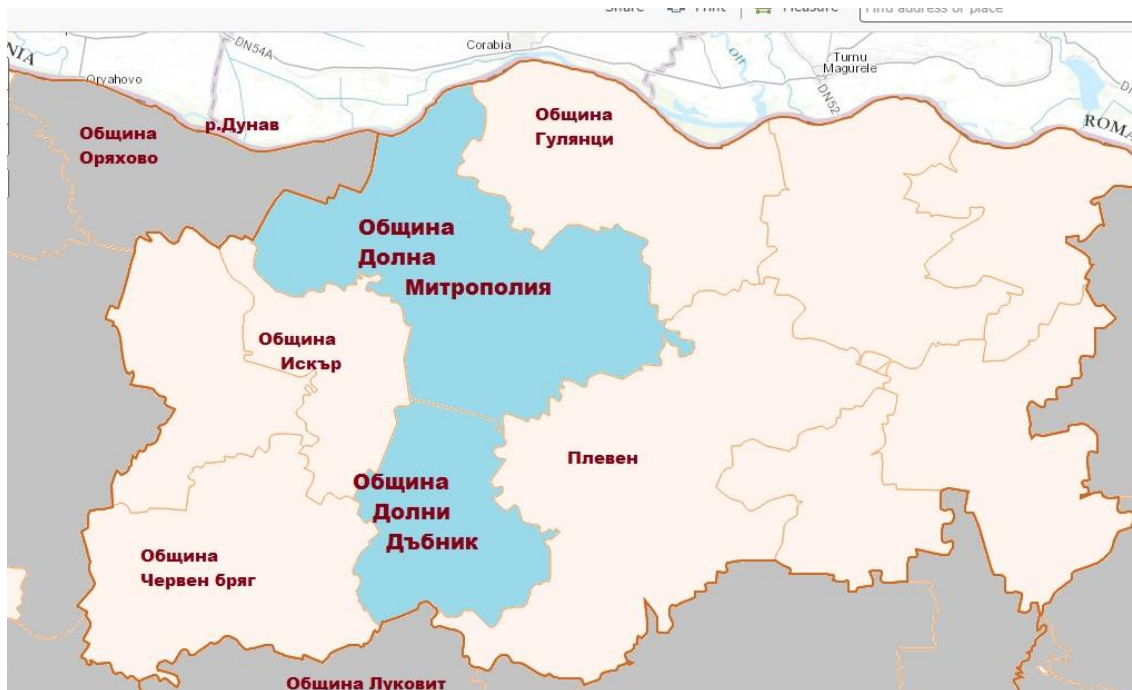 Share
Print
Measure
Find address or place
DN54A
Corabia
Turnu
Magurele
Olt
DN52
Oryahovo
ROMA
Община
Оряхово
р.Дунав
Община
Гулянци
Община
Долна
Митрополия
Община
Искър
Плевен
Община
Долни
Дъбник
Община
Червен бряг
Община Луковит